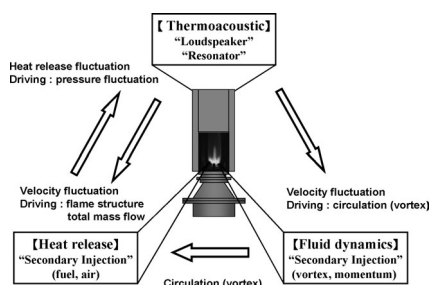 【 Thermoacoustic】
“Loudspeaker”
“Resonator”
Heat release fluctuation
Driving : pressure fluctuation
Velocity fluctuation
Driving : flame structure
total mass flow
Velocity fluctuation
Driving : circulation (vortex)
【Heat release】
“Secondary Injection”
(fuel, air)
【Fluid dynamics】
“Secondary Injection”
(vortex, momentum)
Circulation (vortex)